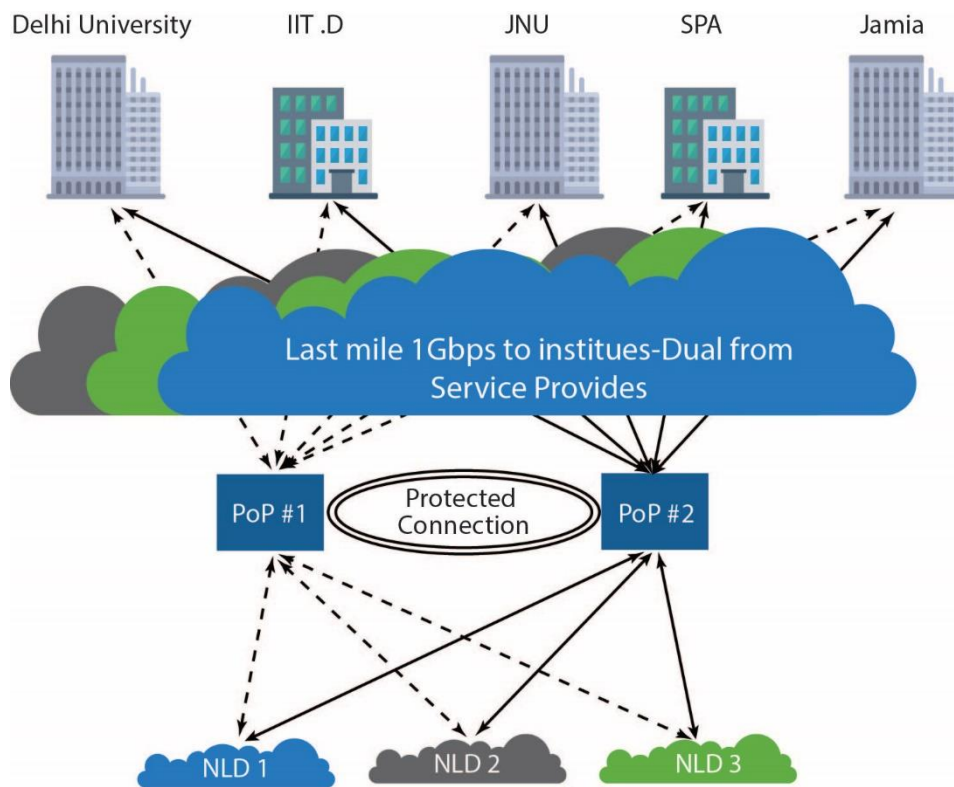 Delhi University
IIT .D
JNU
SPA
Jamia
Last mile 1Gbps to institues-Dual from
Service Provides
PoP #1
Protected
Connection
PoP #2
NLD 1
NLD 2
NLD 3